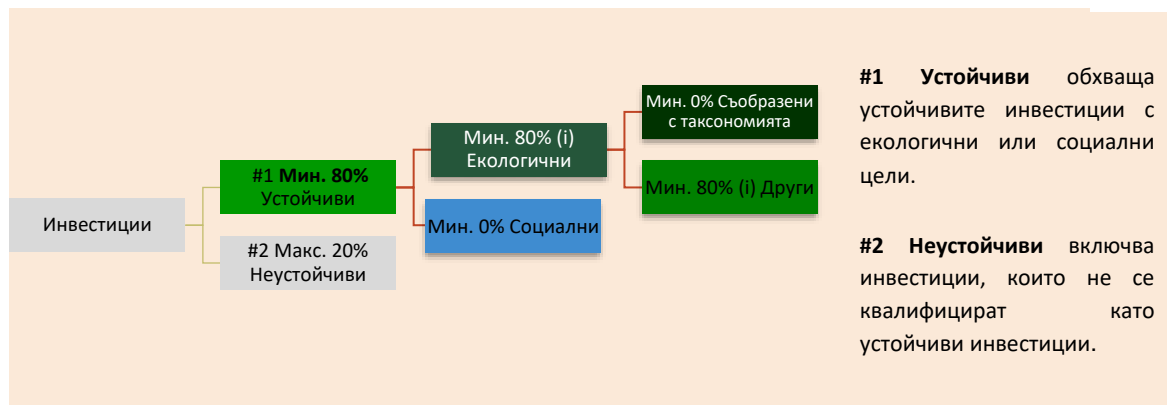 Инвестиции
#1 Мин. 80%
Устойчиви
#2 Макс. 20%
Неустойчиви
Мин. 80% (i)
Екологични
Мин. 0% Социални
Мин. 0% Съобразени
с таксономията
Мин. 80% (i) Други
#1 Устойчиви обхваща
устойчивите инвестиции с
екологични или социални
цели.
#2 Неустойчиви включва
инвестиции, които не се
квалифицират като
устойчиви инвестиции.